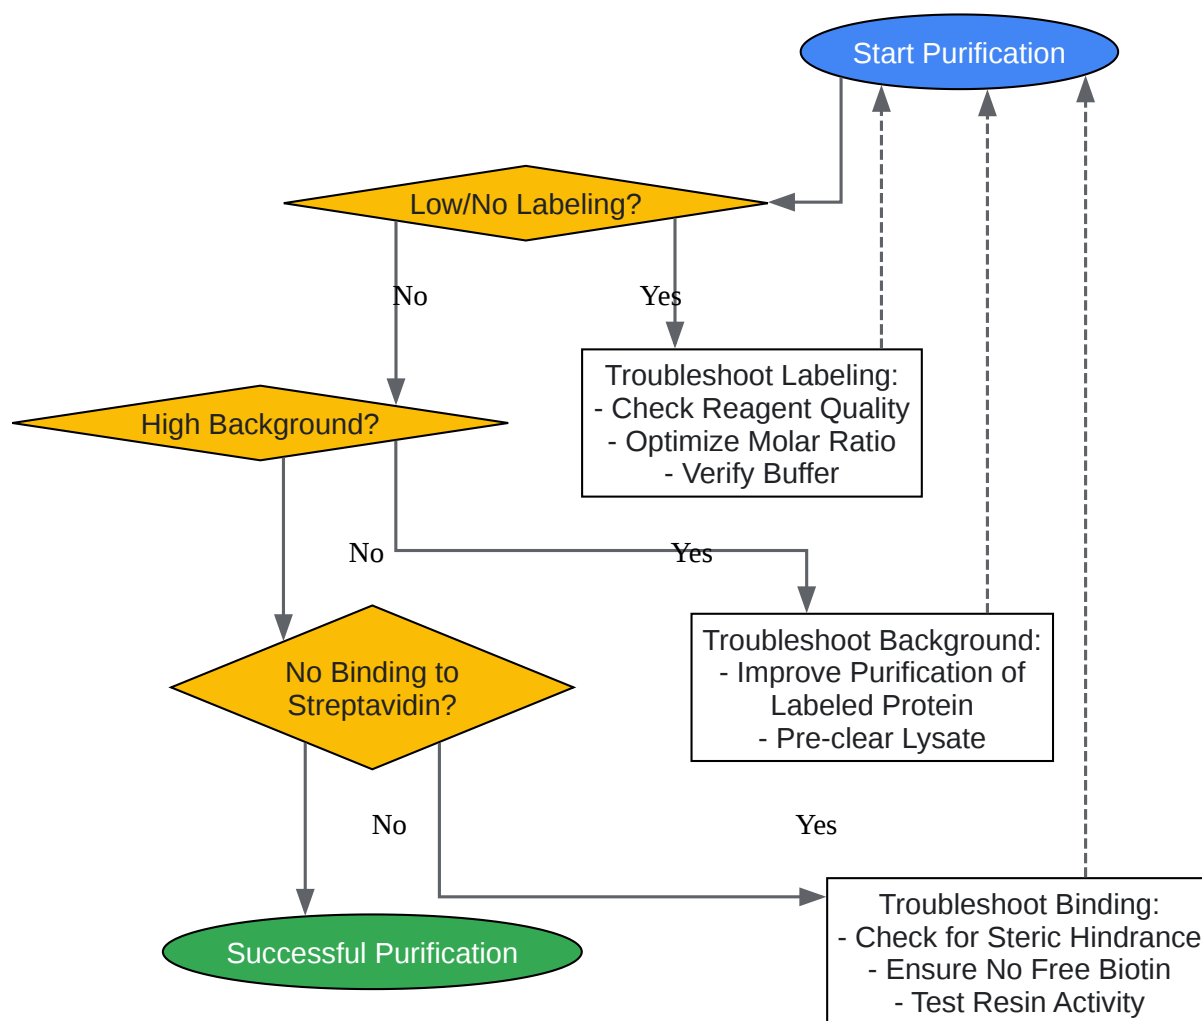 Start Purification
Low/No Labeling?
No
Yes
Troubleshoot Labeling:
- Check Reagent Quality
- Optimize Molar Ratio
- Verify Buffer
High Background?
No
Yes
Troubleshoot Background:
- Improve Purification of
Labeled Protein
- Pre-clear Lysate
No Binding to
Streptavidin?
No
Yes
Troubleshoot Binding:
- Check for Steric Hindrance
- Ensure No Free Biotin
- Test Resin Activity
Successful Purification